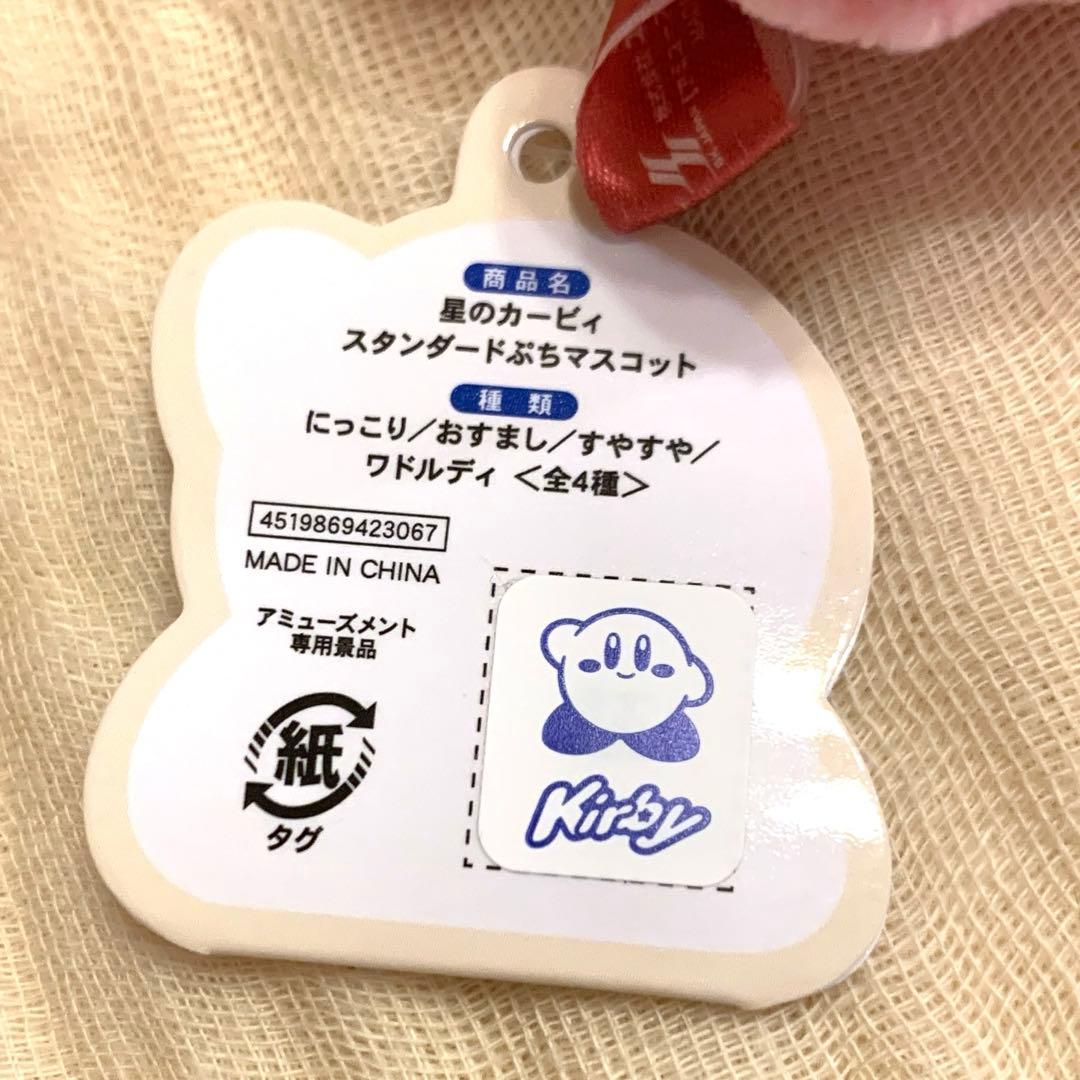 商品名
星のカービィ
スタンダードぷちマスコット
種類
にっこり／おすまし／すやすや／
ワドルディ ＜全4種＞
4519869423067
MADE IN CHINA
アミューズメント
専用景品
紙
タグ
Kirby